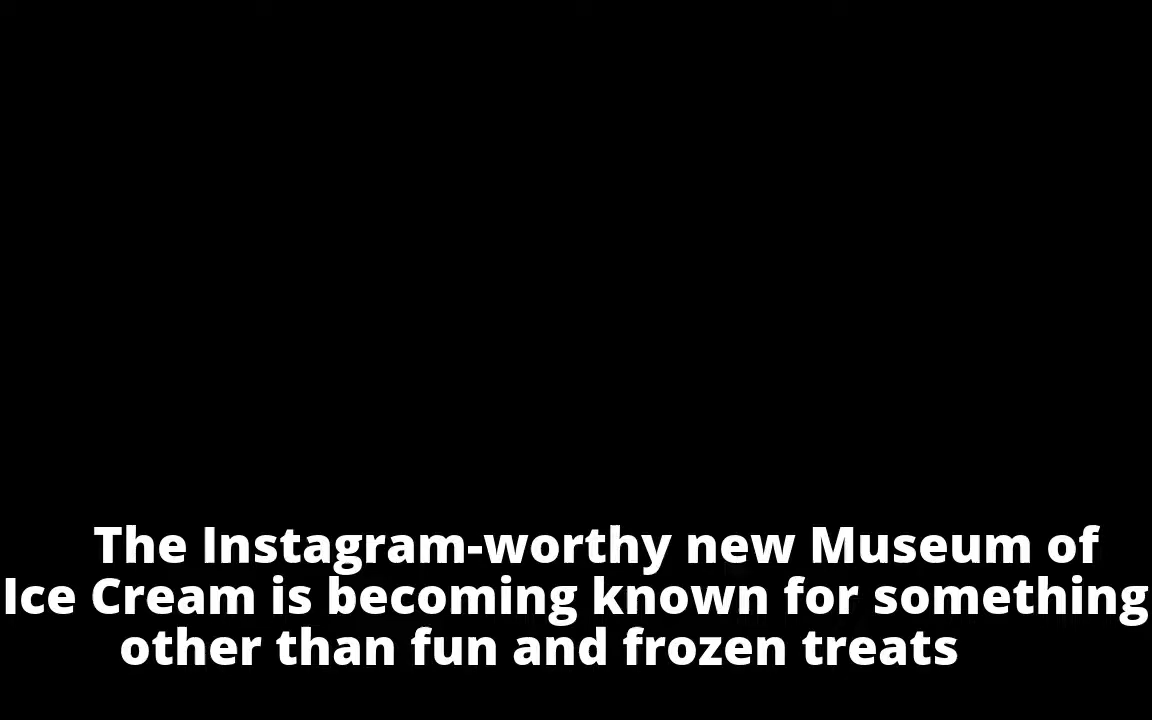 The Instagram-worthy new Museum of
Ice Cream is becoming known for something
other than fun and frozen treats